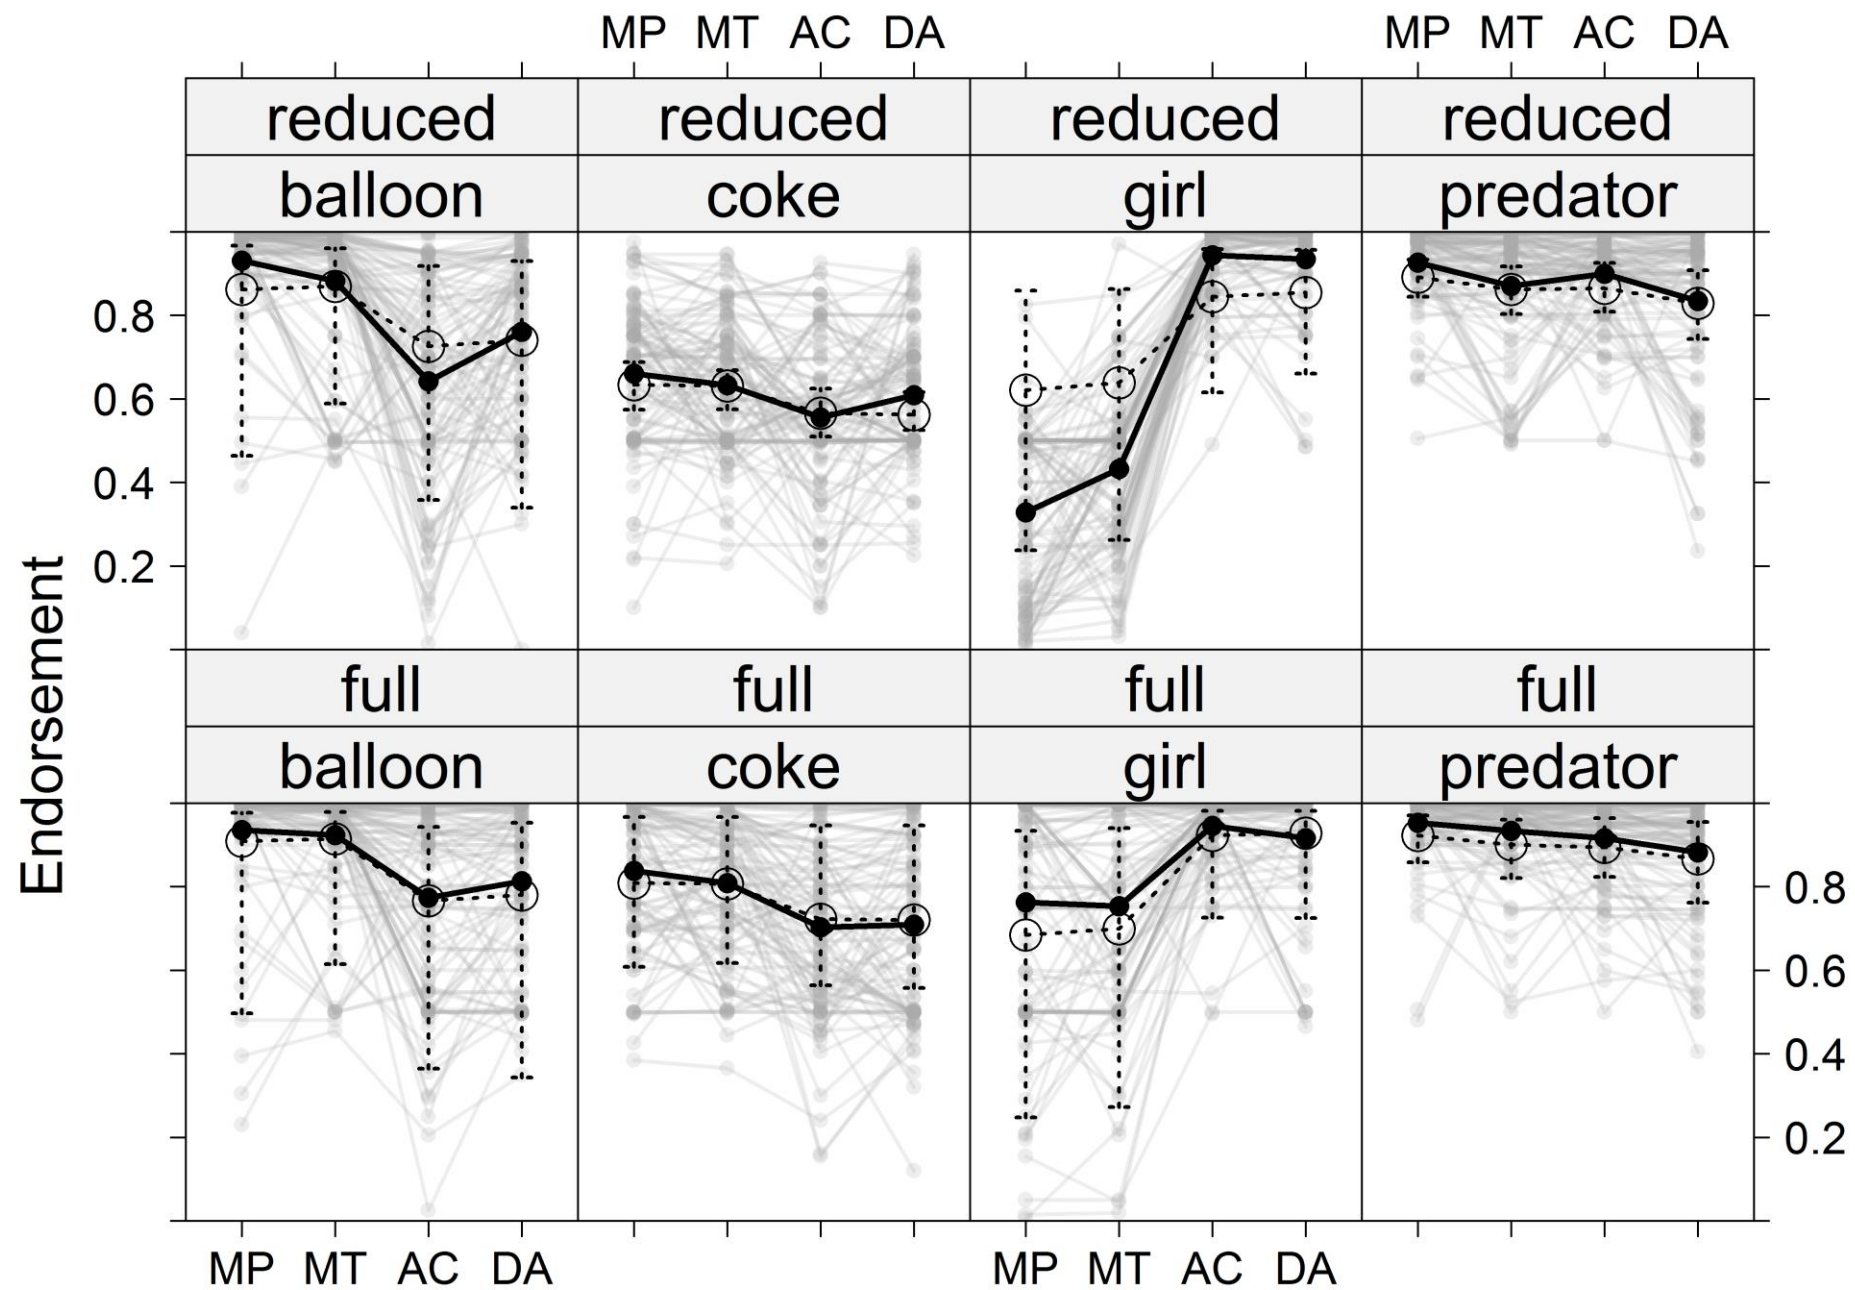 MP MT AC DA MP MT AC DA
reduced reduced reduced reduced
balloon coke girl predator
0.8
0.6
0.4
0.2
Endorsement
full full full full
balloon coke girl predator
0.8
0.6
0.4
0.2
MP MT AC DA MP MT AC DA